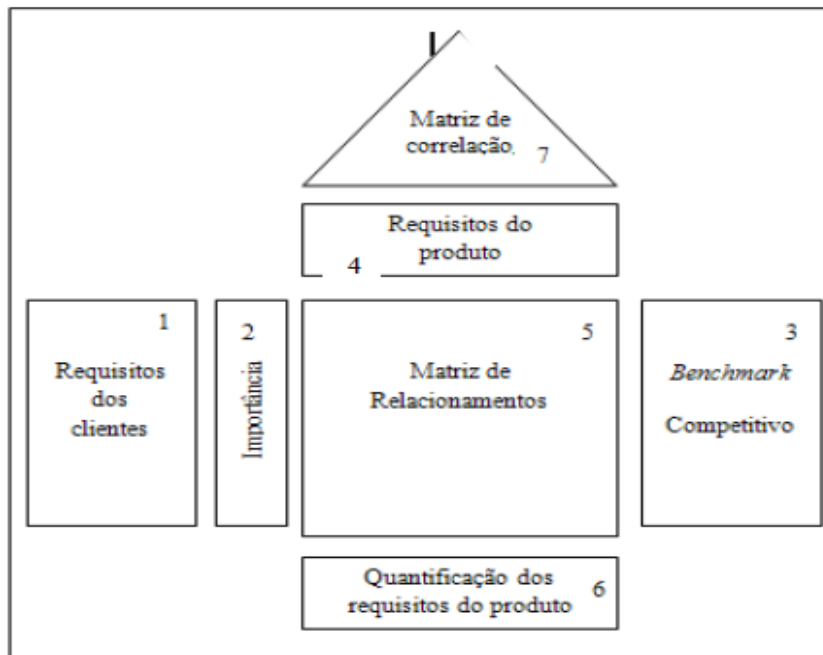 Matriz de
correlação,
7
Requisitos do
produto
4
1
Requisitos
dos
clientes
2
Importância
5
Matriz de
Relacionamentos
3
Benchmark
Competitivo
Quantificação dos
requisitos do produto
6